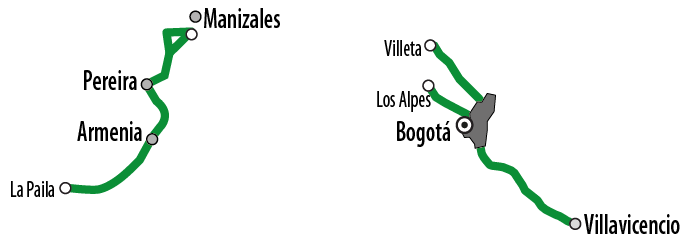 Manizales
Pereira
Armenia
La Paila
Villeta
Los Alpes
Bogotá
Villavicencio